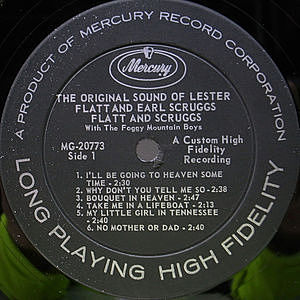 A PRODUCT OF MERCURY RECORD CORPORATION
Mercury
THE ORIGINAL SOUND OF LESTER
FLATT AND EARL SCRUGGS
FLATT AND SCRUGGS
With The Foggy Mountain Boys
MG-20773
Side 1
A Custom High
Fidelity
Recording
1. I'LL BE GOING TO HEAVEN SOME
TIME - 2:30
2. WHY DON'T YOU TELL ME SO - 2:38
3. BOUQUET IN HEAVEN - 2:47
4. TAKE ME IN A LIFEBOAT - 2:13
5. MY LITTLE GIRL IN TENNESSEE
- 2:40
6. NO MOTHER OR DAD - 2:40
LONG PLAYING HIGH FIDELITY